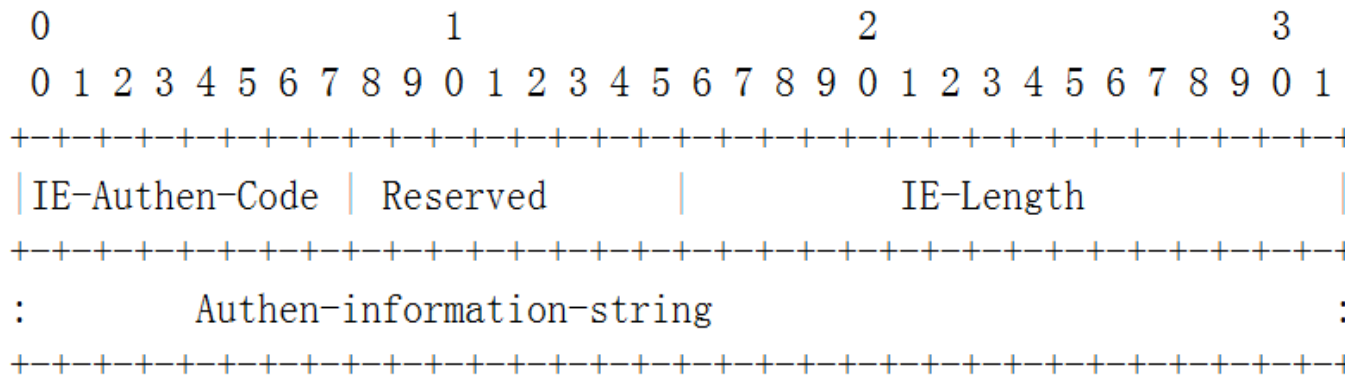 0 1 2 3
0 1 2 3 4 5 6 7 8 9 0 1 2 3 4 5 6 7 8 9 0 1 2 3 4 5 6 7 8 9 0 1
+-+-+-+-+-+-+-+-+-+-+-+-+-+-+-+-+-+-+-+-+-+-+-+-+-+-+-+-+-+-+-+-+
|IE-Authen-Code | Reserved | IE-Length |
+-+-+-+-+-+-+-+-+-+-+-+-+-+-+-+-+-+-+-+-+-+-+-+-+-+-+-+-+-+-+-+-+
: Authen-information-string :
+-+-+-+-+-+-+-+-+-+-+-+-+-+-+-+-+-+-+-+-+-+-+-+-+-+-+-+-+-+-+-+-+